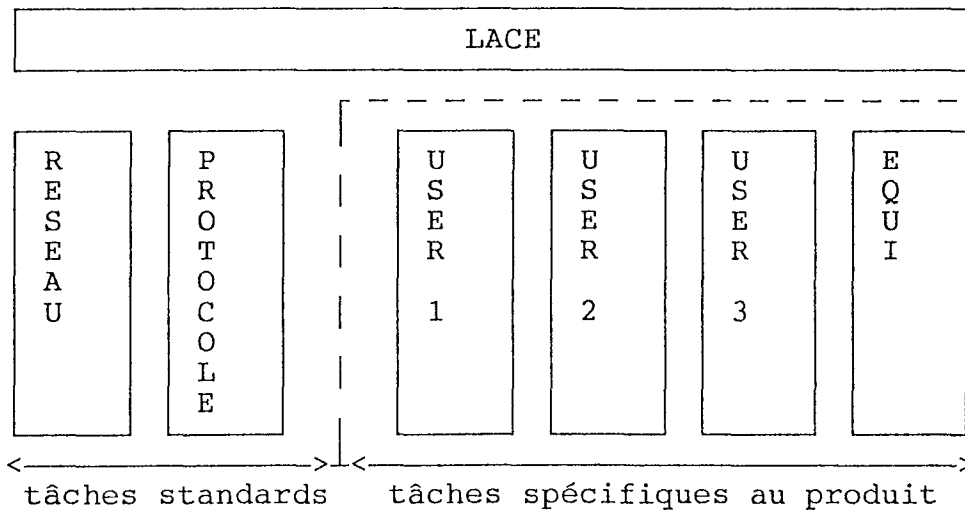 LACE
RESEAU
PROTOCOLE
USER 1
USER 2
USER 3
EQUI
tâches standards
tâches spécifiques au produit